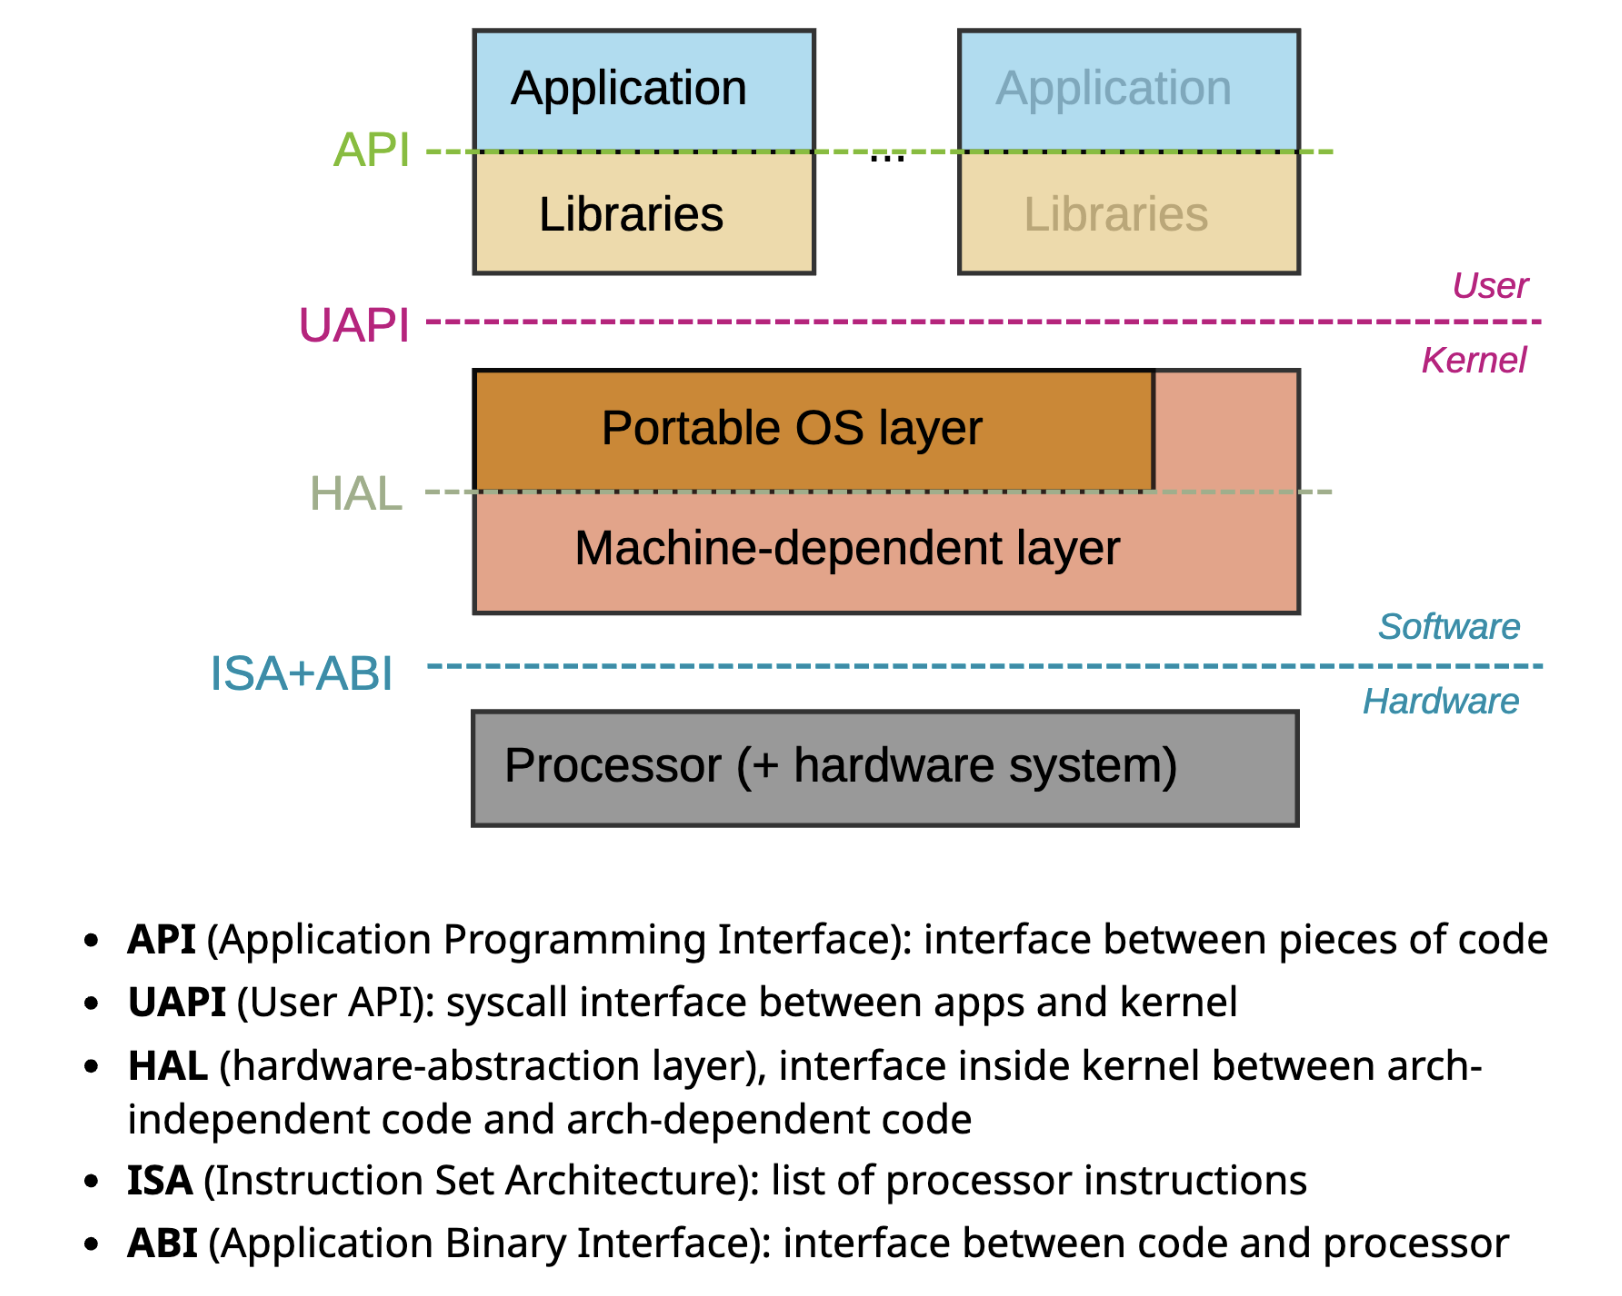 Application
Application
API
...
Libraries
Libraries
User
UAPI
Kernel
Portable OS layer
HAL
Machine-dependent layer
Software
ISA+ABI
Hardware
Processor (+ hardware system)
• API (Application Programming Interface): interface between pieces of code
• UAPI (User API): syscall interface between apps and kernel
• HAL (hardware-abstraction layer), interface inside kernel between arch-
independent code and arch-dependent code
• ISA (Instruction Set Architecture): list of processor instructions
• ABI (Application Binary Interface): interface between code and processor